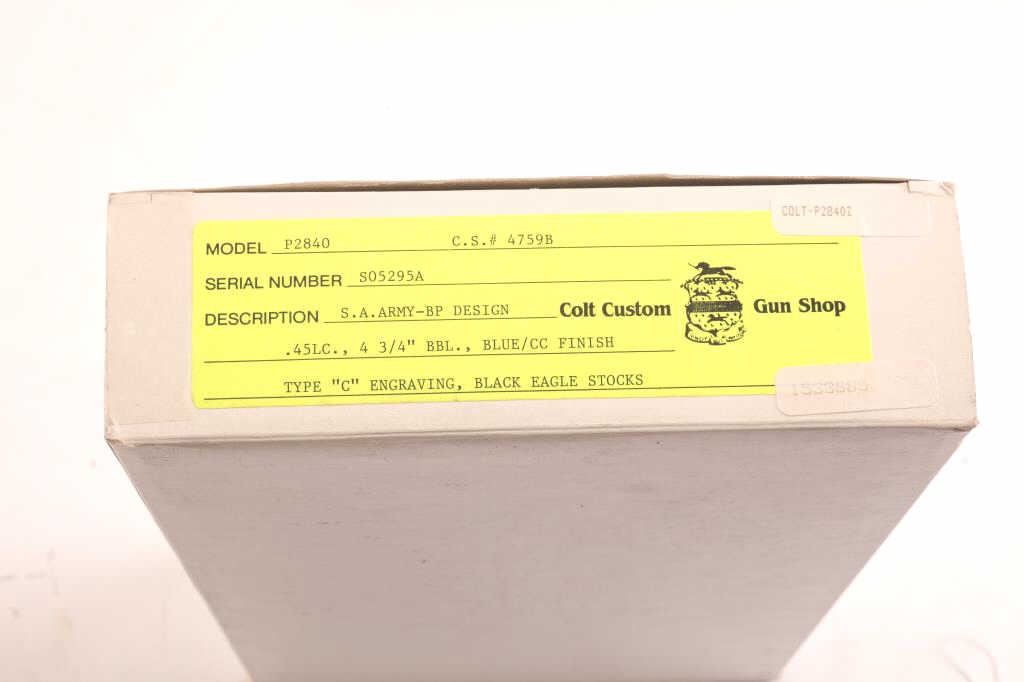 COLT-P2840Z
MODEL P2840 C.S.# 4759B
SERIAL NUMBER S05295A
DESCRIPTION S.A.ARMY-BP DESIGN
Colt Custom Gun Shop
.45LC., 4 3/4" BBL., BLUE/CC FINISH
TYPE "C" ENGRAVING, BLACK EAGLE STOCKS